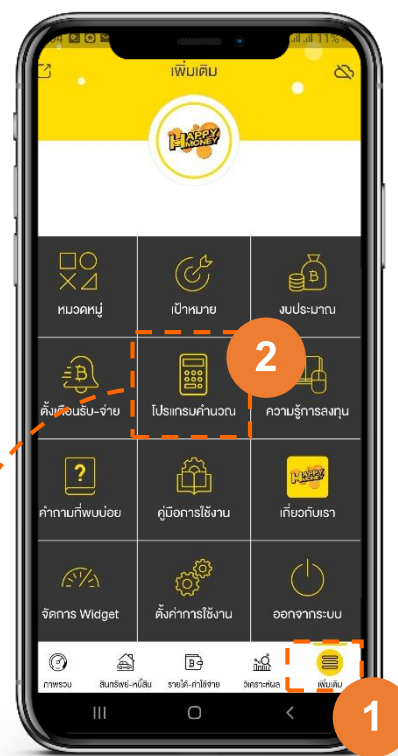 11%
เพิ่มเติม
HAPPY
MONEY
หมวดหมู่
เป้าหมาย
งบประมาณ
2
ตั้งเตือนรับ-จ่าย
โปรแกรมคำนวณ
ความรู้การลงทุน
คำถามที่พบบ่อย
คู่มือการใช้งาน
เกี่ยวกับเรา
จัดการ Widget
ตั้งค่าการใช้งาน
ออกจากระบบ
ภาพรวม
สินทรัพย์-หนี้สิน
รายได้-ค่าใช้จ่าย
วิเคราะห์ผล
เพิ่มเติม
1